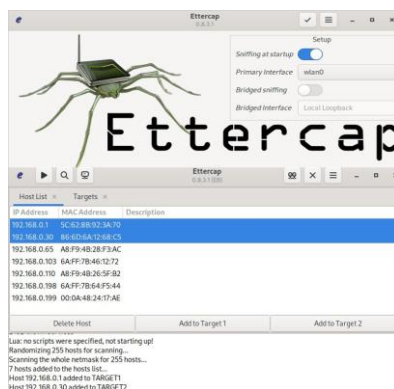 Ettercap
0.8.3.1
Setup
Sniffing at startup
Primary Interface wlan0
Bridged sniffing
Bridged Interface Local Loopback
Ettercap
Ettercap
0.8.3.1 (EB)
Host List × Targets ×
IP Address MAC Address Description
192.168.0.1 5C:62:8B:92:3A:70
192.168.0.30 86:6D:6A:12:68:C5
192.168.0.65 A8:F9:4B:28:F3:AC
192.168.0.103 6A:FF:7B:46:12:72
192.168.0.110 A8:F9:4B:26:5F:B2
192.168.0.198 6A:FF:7B:64:F5:44
192.168.0.199 00:0A:48:24:17:AE
Delete Host Add to Target 1 Add to Target 2
Lua: no scripts were specified, not starting up!
Randomizing 255 hosts for scanning...
Scanning the whole netmask for 255 hosts...
7 hosts added to the hosts list...
Host 192.168.0.1 added to TARGET1
Host 192.168.0.30 added to TARGET2